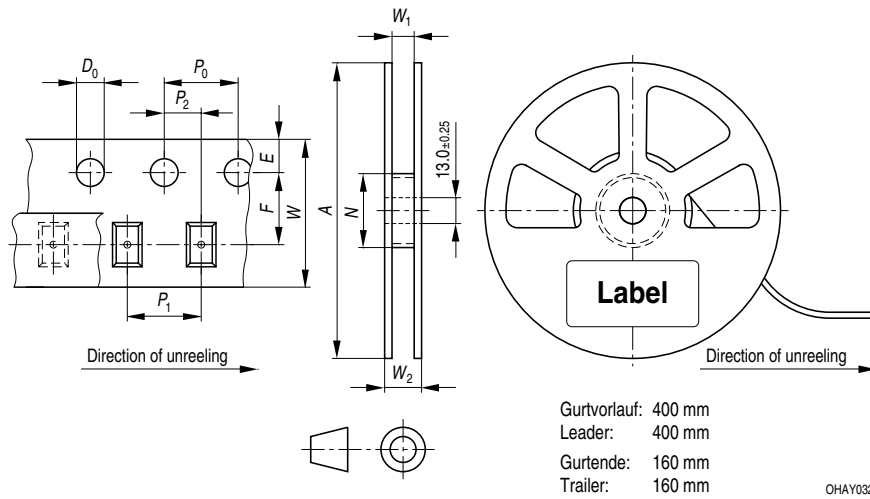 W1
D0
P0
P2
E
F
W
A
N
13.0±0.25
P1
W2
Label
Direction of unreeling
Direction of unreeling
Gurtvorlauf: 400 mm
Leader: 400 mm
Gurtende: 160 mm
Trailer: 160 mm